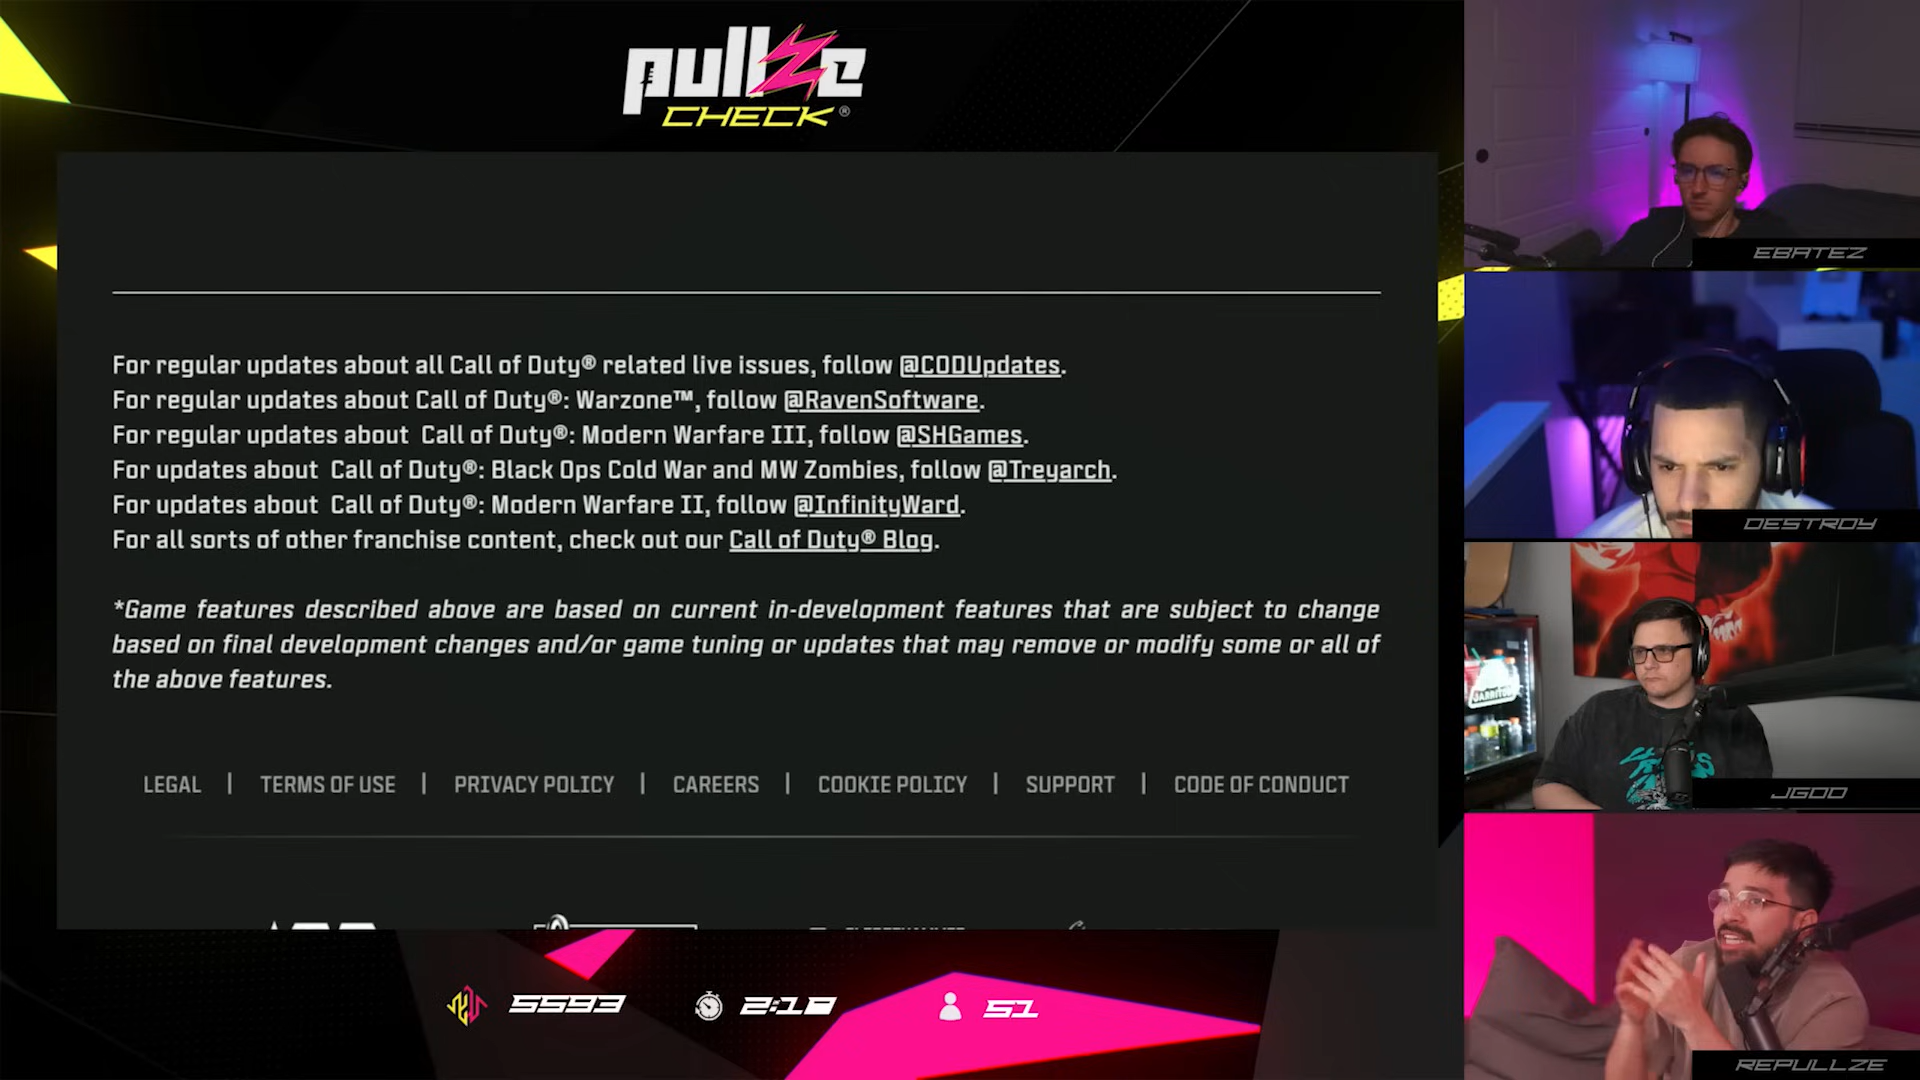 pullze
CHECK®
For regular updates about all Call of Duty® related live issues, follow @CODUpdates.
For regular updates about Call of Duty®: Warzone™, follow @RavenSoftware.
For regular updates about Call of Duty®: Modern Warfare III, follow @SHGames.
For updates about Call of Duty®: Black Ops Cold War and MW Zombies, follow @Treyarch.
For updates about Call of Duty®: Modern Warfare II, follow @InfinityWard.
For all sorts of other franchise content, check out our Call of Duty® Blog.
*Game features described above are based on current in-development features that are subject to change
based on final development changes and/or game tuning or updates that may remove or modify some or all of
the above features.
LEGAL | TERMS OF USE | PRIVACY POLICY | CAREERS | COOKIE POLICY | SUPPORT | CODE OF CONDUCT
5593 51
EBATEZ
DESTROY
JARRITOS
JGOD
REPULLZE